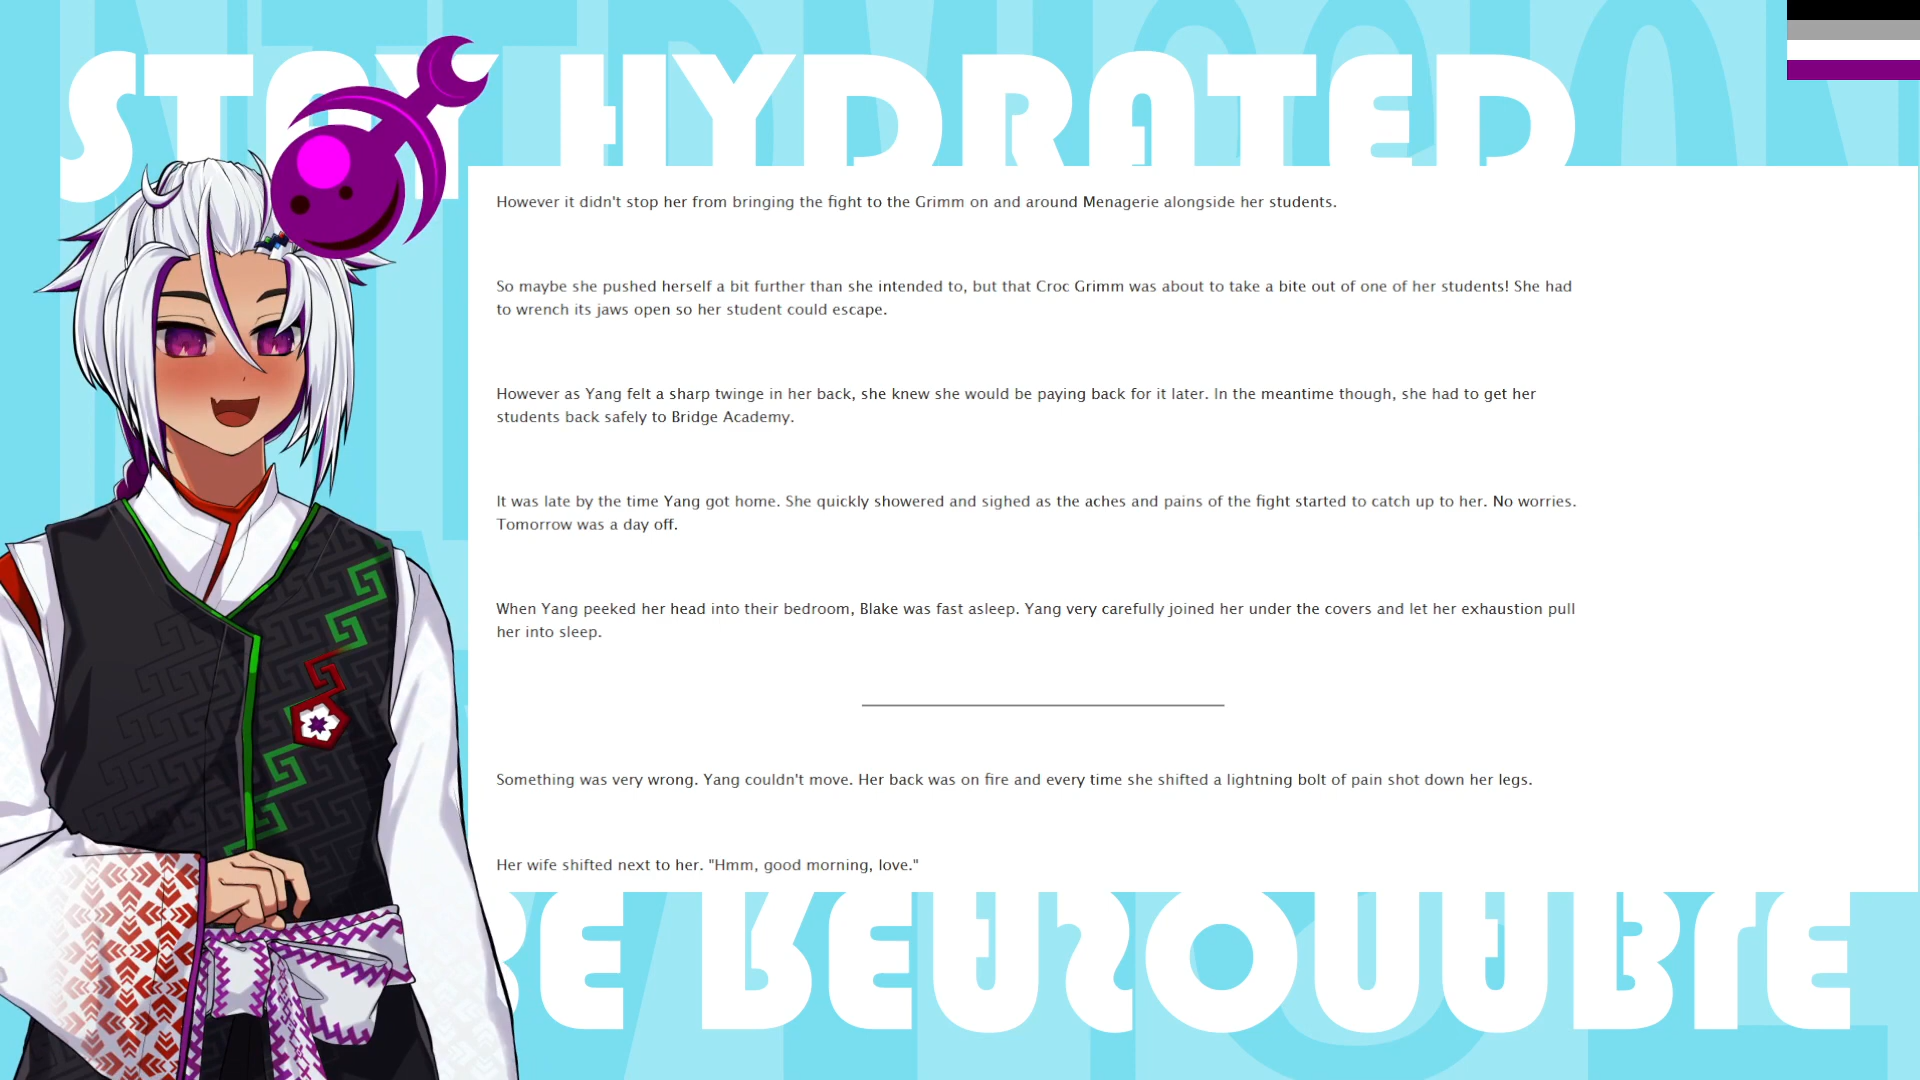 STAY HYDRATED
However it didn't stop her from bringing the fight to the Grimm on and around Menagerie alongside her students.
So maybe she pushed herself a bit further than she intended to, but that Croc Grimm was about to take a bite out of one of her students! She had
to wrench its jaws open so her student could escape.
However as Yang felt a sharp twinge in her back, she knew she would be paying back for it later. In the meantime though, she had to get her
students back safely to Bridge Academy.
It was late by the time Yang got home. She quickly showered and sighed as the aches and pains of the fight started to catch up to her. No worries.
Tomorrow was a day off.
When Yang peeked her head into their bedroom, Blake was fast asleep. Yang very carefully joined her under the covers and let her exhaustion pull
her into sleep.
Something was very wrong. Yang couldn't move. Her back was on fire and every time she shifted a lightning bolt of pain shot down her legs.
Her wife shifted next to her. "Hmm, good morning, love."
BE